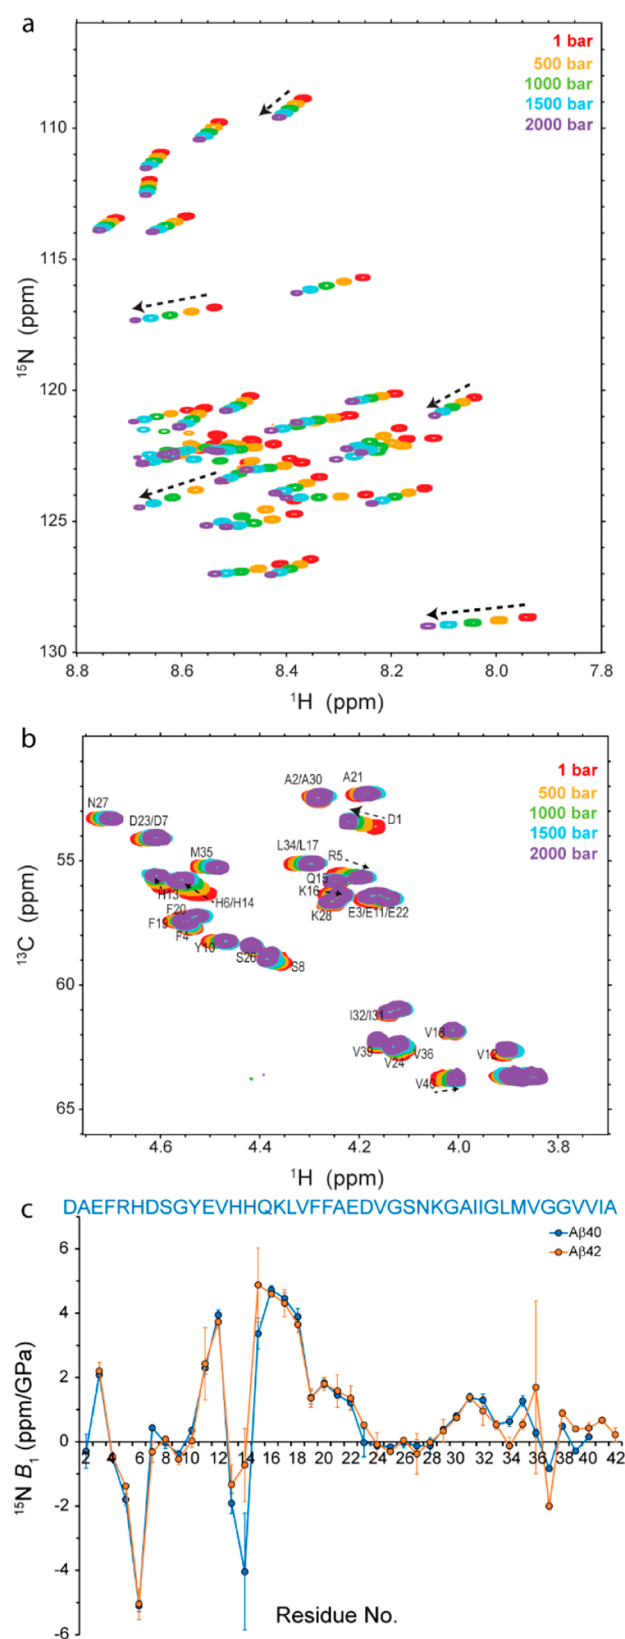 a
1 bar
500 bar
1000 bar
1500 bar
2000 bar
110
115
120
125
130
15N (ppm)
8.8 8.6 8.4 8.2 8.0 7.8
1H (ppm)
b
1 bar
500 bar
1000 bar
1500 bar
2000 bar
A2/A30 A21
N27
D23/D7
D1
M35
L34/L17
R5
Q15
K16
H13
H6/H14
K28
E3/E11/E22
F20
F19
F4
Y10
S26
S8
I32/I31
V18
V39
V36
V12
V24
V40
55
60
65
13C (ppm)
4.6 4.4 4.2 4.0 3.8
1H (ppm)
c
DAEFRHDSGYEVHHQKLVFFAEDVGSNKGAIIGLMVGGVVIA
Aβ40
Aβ42
6
4
2
0
-2
-4
-6
15N B1 (ppm/GPa)
2 4 6 8 10 12 14 16 18 20 22 24 26 28 30 32 34 36 38 40 42
Residue No.